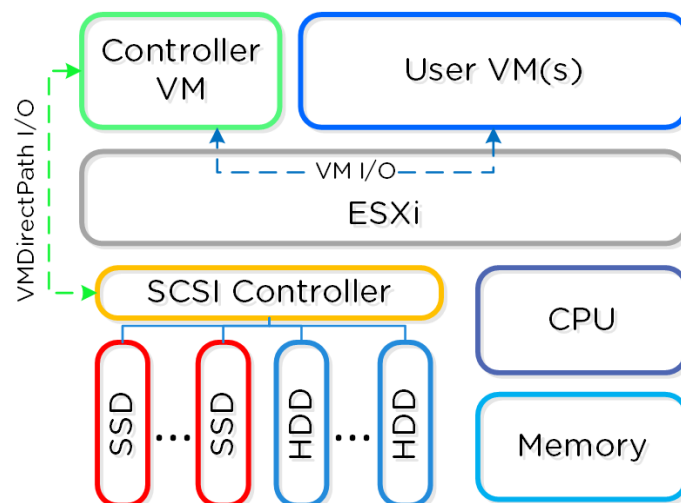 Controller
VM
User VM(s)
VMDirectPath I/O
VM I/O
ESXi
SCSI Controller
CPU
SSD
...
SSD
HDD
...
HDD
Memory